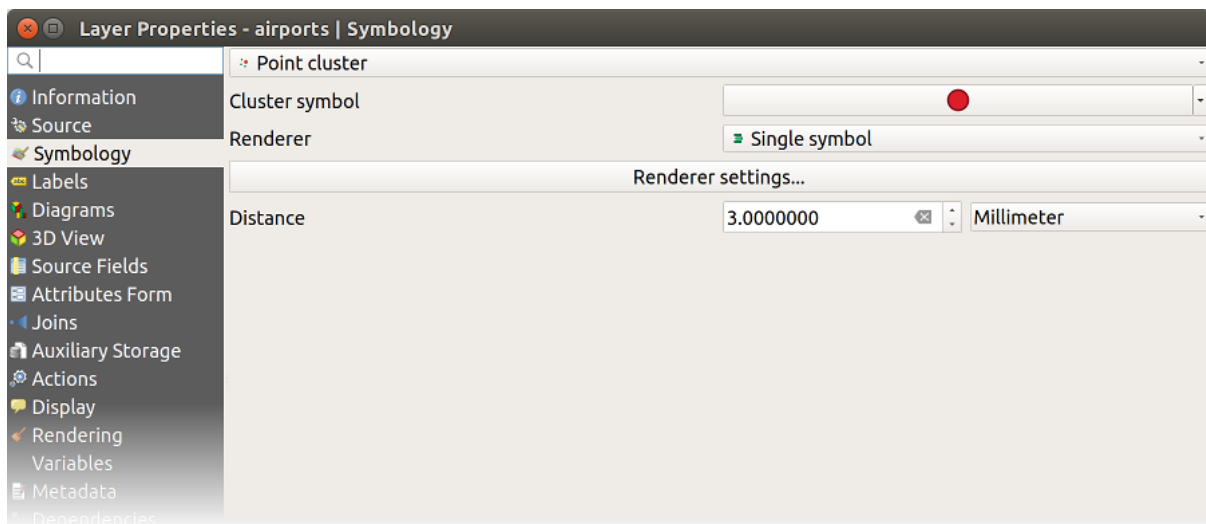 Layer Properties - airports | Symbology
Point cluster
Information
Cluster symbol
Source
Renderer
Single symbol
Symbology
Labels
Renderer settings...
Diagrams
Distance
3.0000000
Millimeter
3D View
Source Fields
Attributes Form
Joins
Auxiliary Storage
Actions
Display
Rendering
Variables
Metadata
Dependencies